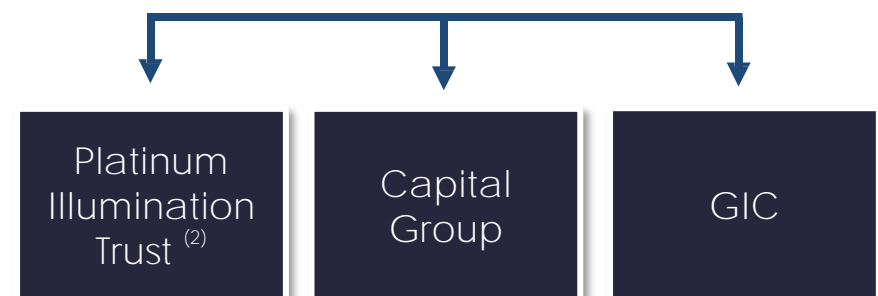 Platinum
Illumination
Trust (2)
Capital
Group
GIC